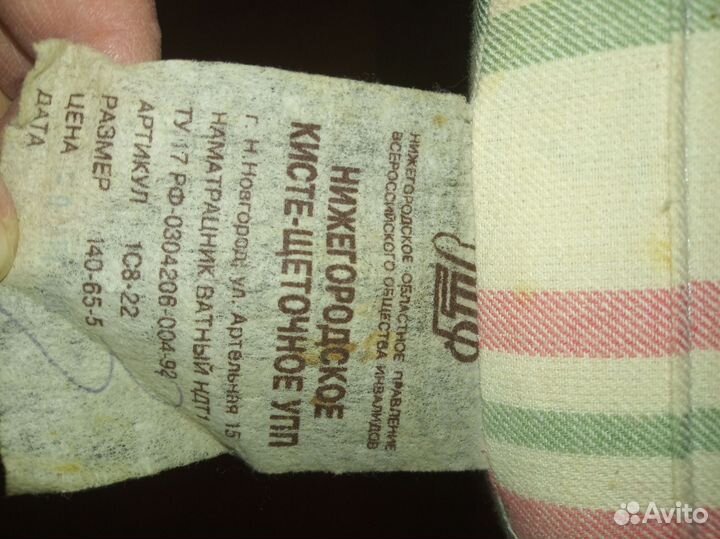 НИЖЕГОРОДСКОЕ ОБЛАСТНОЕ ПРАВЛЕНИЕ
ВСЕРОССИЙСКОГО ОБЩЕСТВА ИНВАЛИДОВ
НИЖЕГОРОДСКОЕ
КИСТЕ-ЩЕТОЧНОЕ УПП
г. Н.Новгород, ул. Артельная 15
НАМАТРАЦНИК ВАТНЫЙ НДТ1
ТУ 17 РФ-0304206-004-92
АРТИКУЛ 1С8-22
РАЗМЕР 140-65-5
ЦЕНА
ДАТА
Avito